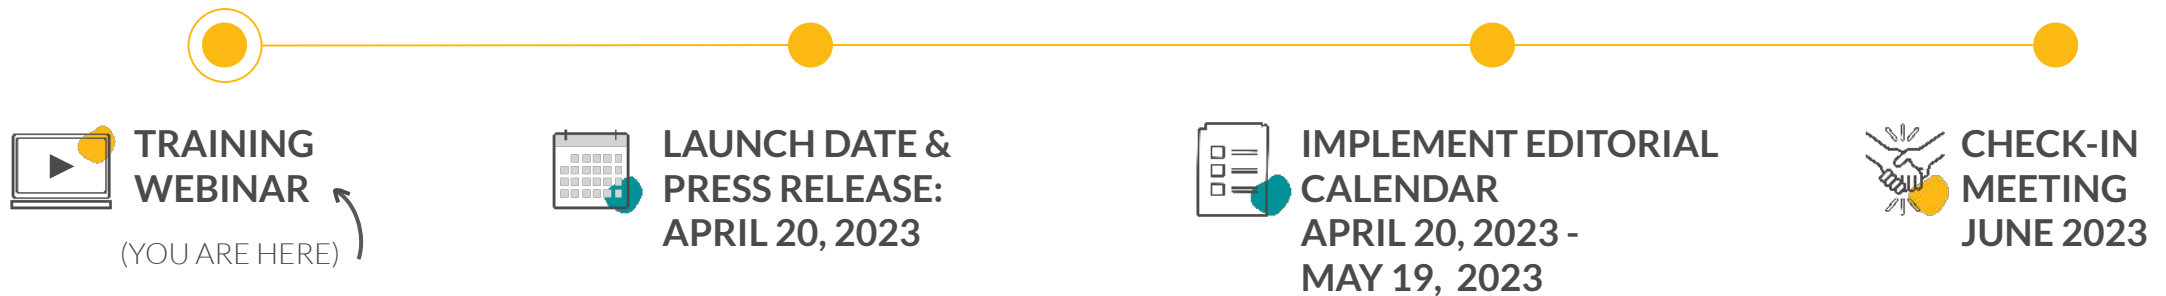 TRAINING
WEBINAR
(YOU ARE HERE)
LAUNCH DATE &
PRESS RELEASE:
APRIL 20, 2023
IMPLEMENT EDITORIAL
CALENDAR
APRIL 20, 2023 -
MAY 19, 2023
CHECK-IN
MEETING
JUNE 2023